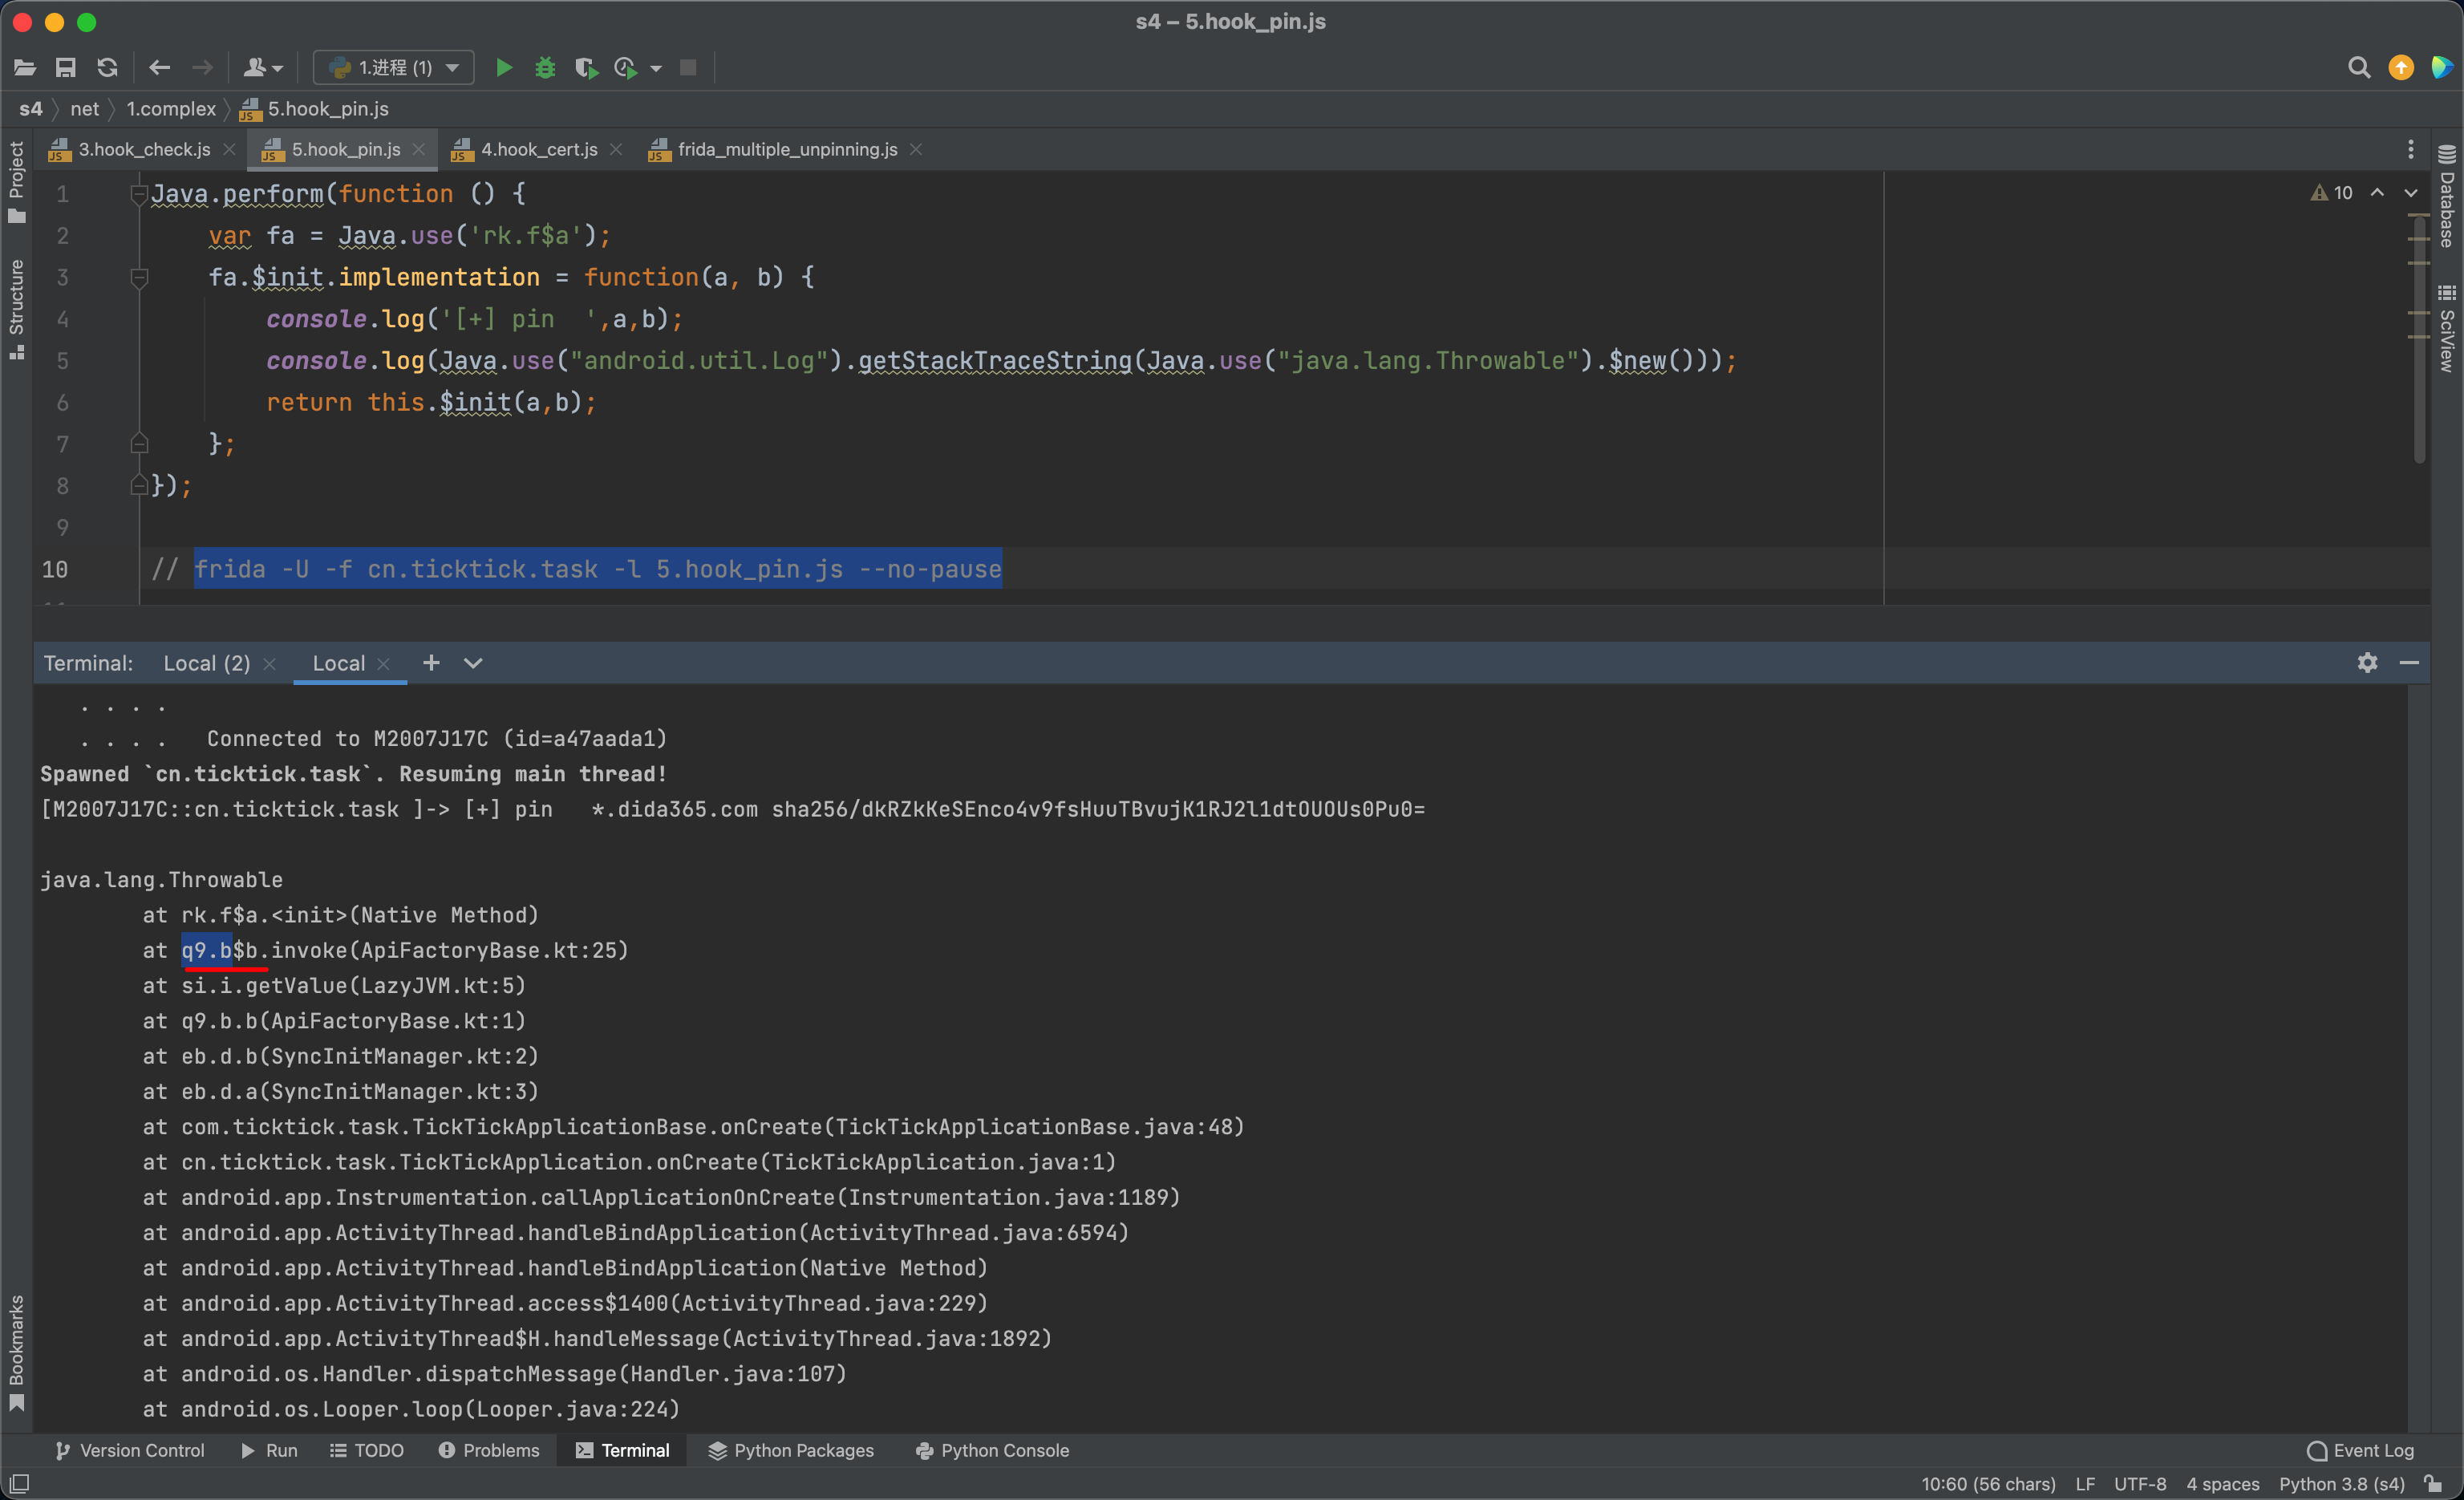 s4 – 5.hook_pin.js
1.进程 (1)
s4 net 1.complex 5.hook_pin.js
3.hook_check.js 5.hook_pin.js 4.hook_cert.js frida_multiple_unpinning.js
Project
Structure
Bookmarks
Database
SciView
10
1 Java.perform(function () {
2 var fa = Java.use('rk.f$a');
3 fa.$init.implementation = function(a, b) {
4 console.log('[+] pin  ',a,b);
5 console.log(Java.use("android.util.Log").getStackTraceString(Java.use("java.lang.Throwable").$new()));
6 return this.$init(a,b);
7 };
8 });
9
10 // frida -U -f cn.ticktick.task -l 5.hook_pin.js --no-pause
Terminal: Local (2) Local
. . . .
. . . .   Connected to M2007J17C (id=a47aada1)
Spawned `cn.ticktick.task`. Resuming main thread!
[M2007J17C::cn.ticktick.task ]-> [+] pin   *.dida365.com sha256/dkRZkKeSEnco4v9fsHuuTBvujK1RJ2l1dtOUOUs0Pu0=
java.lang.Throwable
at rk.f$a.<init>(Native Method)
at q9.b$b.invoke(ApiFactoryBase.kt:25)
at si.i.getValue(LazyJVM.kt:5)
at q9.b.b(ApiFactoryBase.kt:1)
at eb.d.b(SyncInitManager.kt:2)
at eb.d.a(SyncInitManager.kt:3)
at com.ticktick.task.TickTickApplicationBase.onCreate(TickTickApplicationBase.java:48)
at cn.ticktick.task.TickTickApplication.onCreate(TickTickApplication.java:1)
at android.app.Instrumentation.callApplicationOnCreate(Instrumentation.java:1189)
at android.app.ActivityThread.handleBindApplication(ActivityThread.java:6594)
at android.app.ActivityThread.handleBindApplication(Native Method)
at android.app.ActivityThread.access$1400(ActivityThread.java:229)
at android.app.ActivityThread$H.handleMessage(ActivityThread.java:1892)
at android.os.Handler.dispatchMessage(Handler.java:107)
at android.os.Looper.loop(Looper.java:224)
Version Control Run TODO Problems Terminal Python Packages Python Console Event Log
10:60 (56 chars) LF UTF-8 4 spaces Python 3.8 (s4)